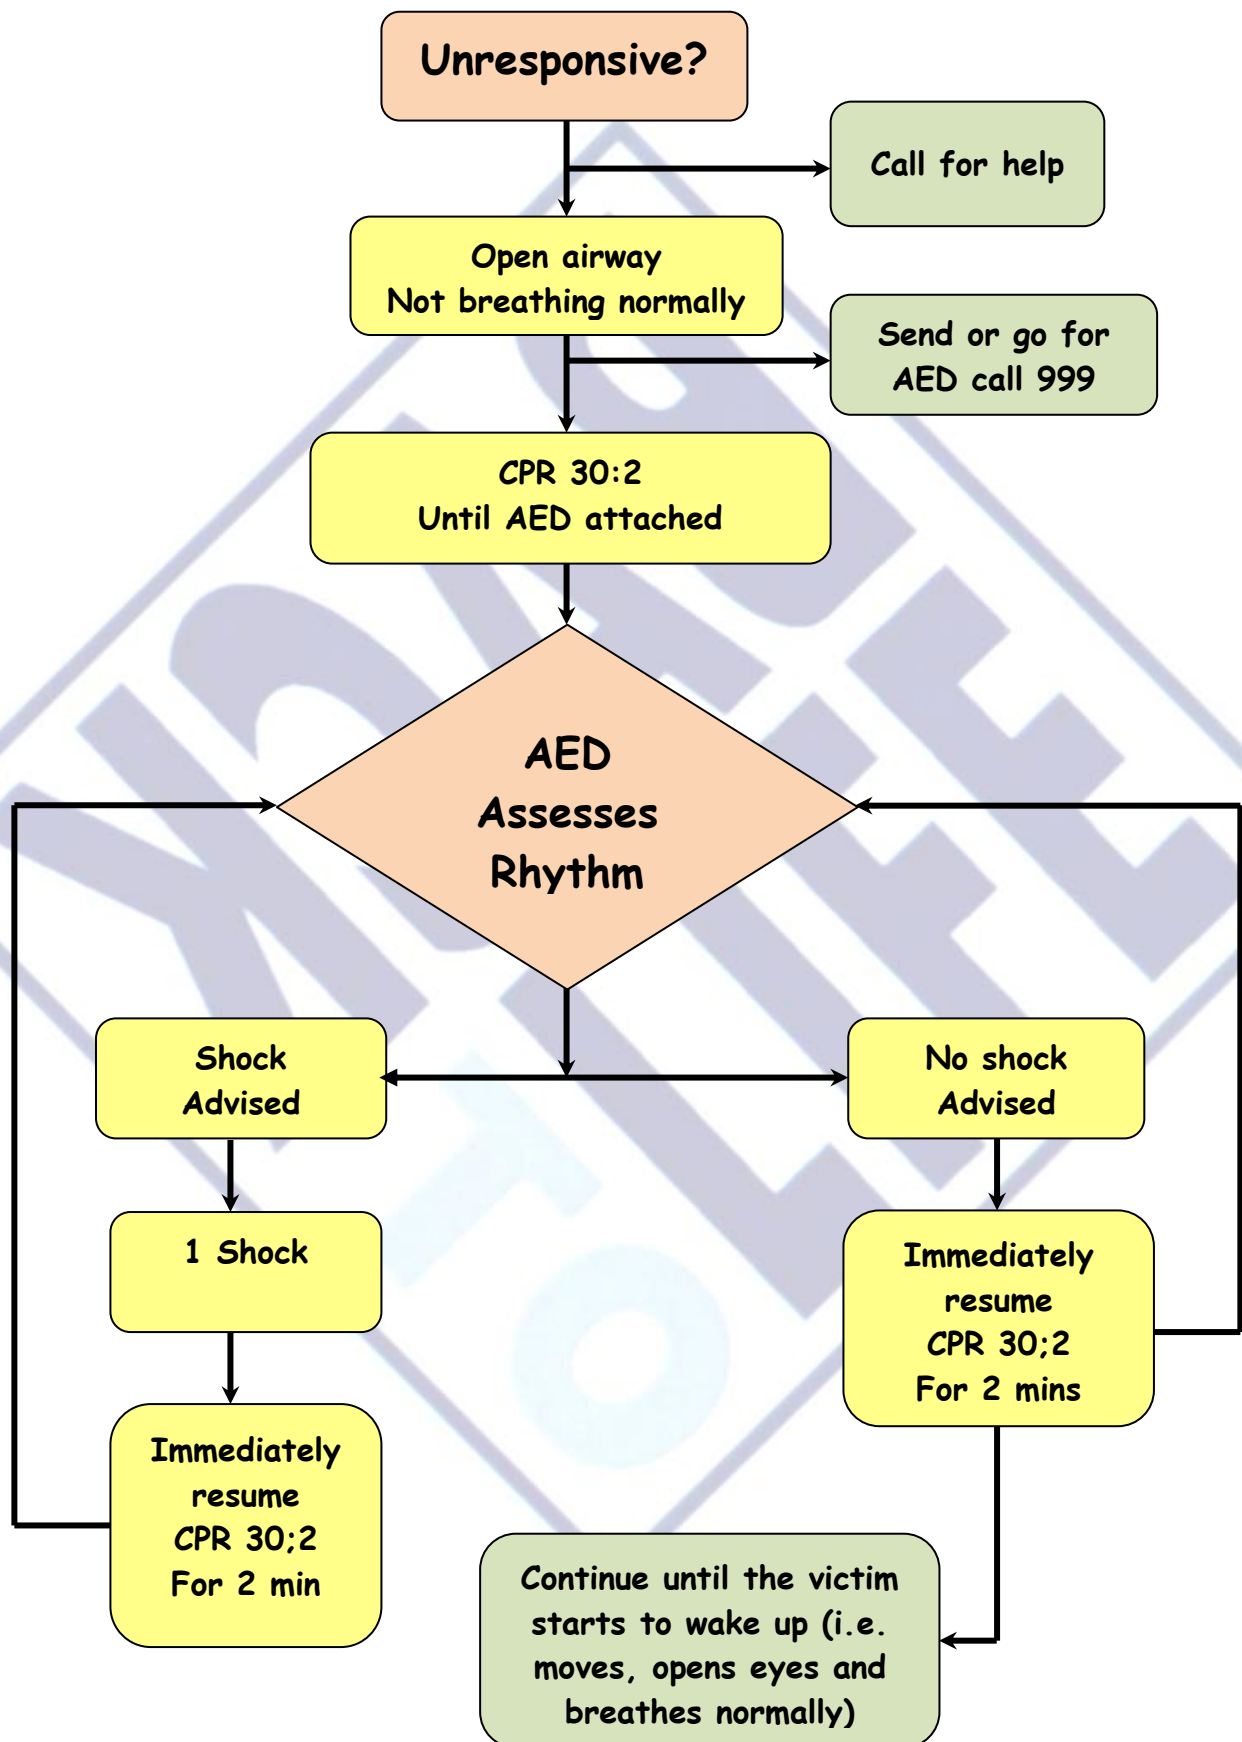 Unresponsive?
Call for help
Open airway
Not breathing normally
Send or go for
AED call 999
CPR 30:2
Until AED attached
AED
Assesses
Rhythm
Shock
Advised
No shock
Advised
1 Shock
Immediately
resume
CPR 30;2
For 2 mins
Immediately
resume
CPR 30;2
For 2 min
Continue until the victim
starts to wake up (i.e.
moves, opens eyes and
breathes normally)
BACK
TO
LIFE